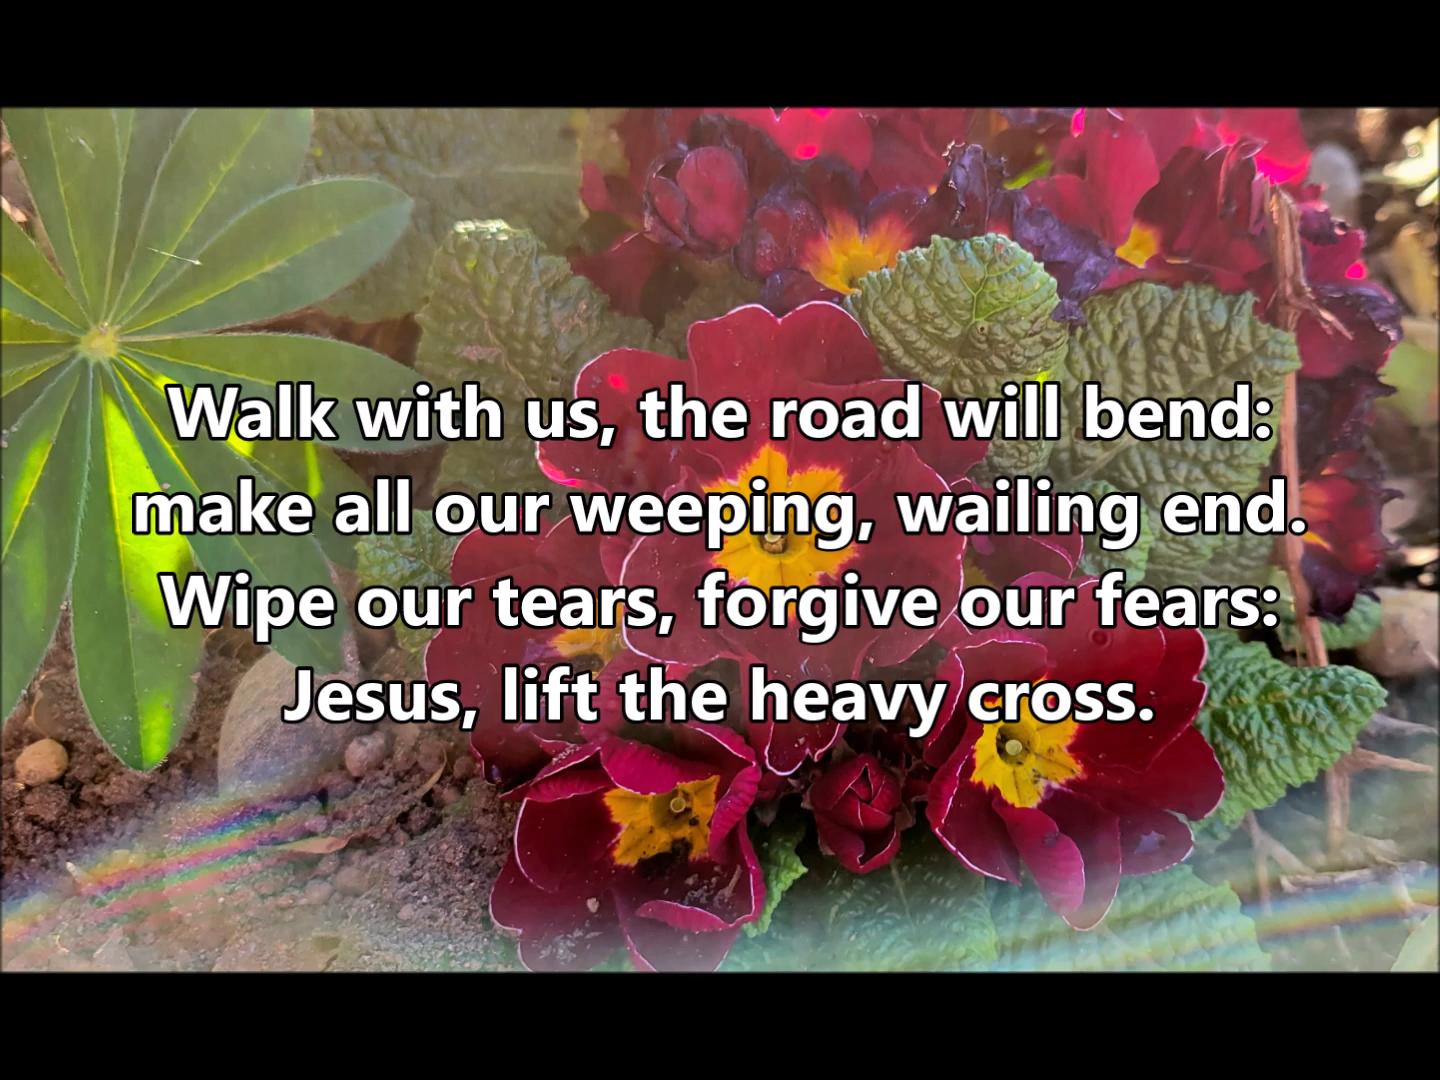 Walk with us, the road will bend:
make all our weeping, wailing end.
Wipe our tears, forgive our fears:
Jesus, lift the heavy cross.